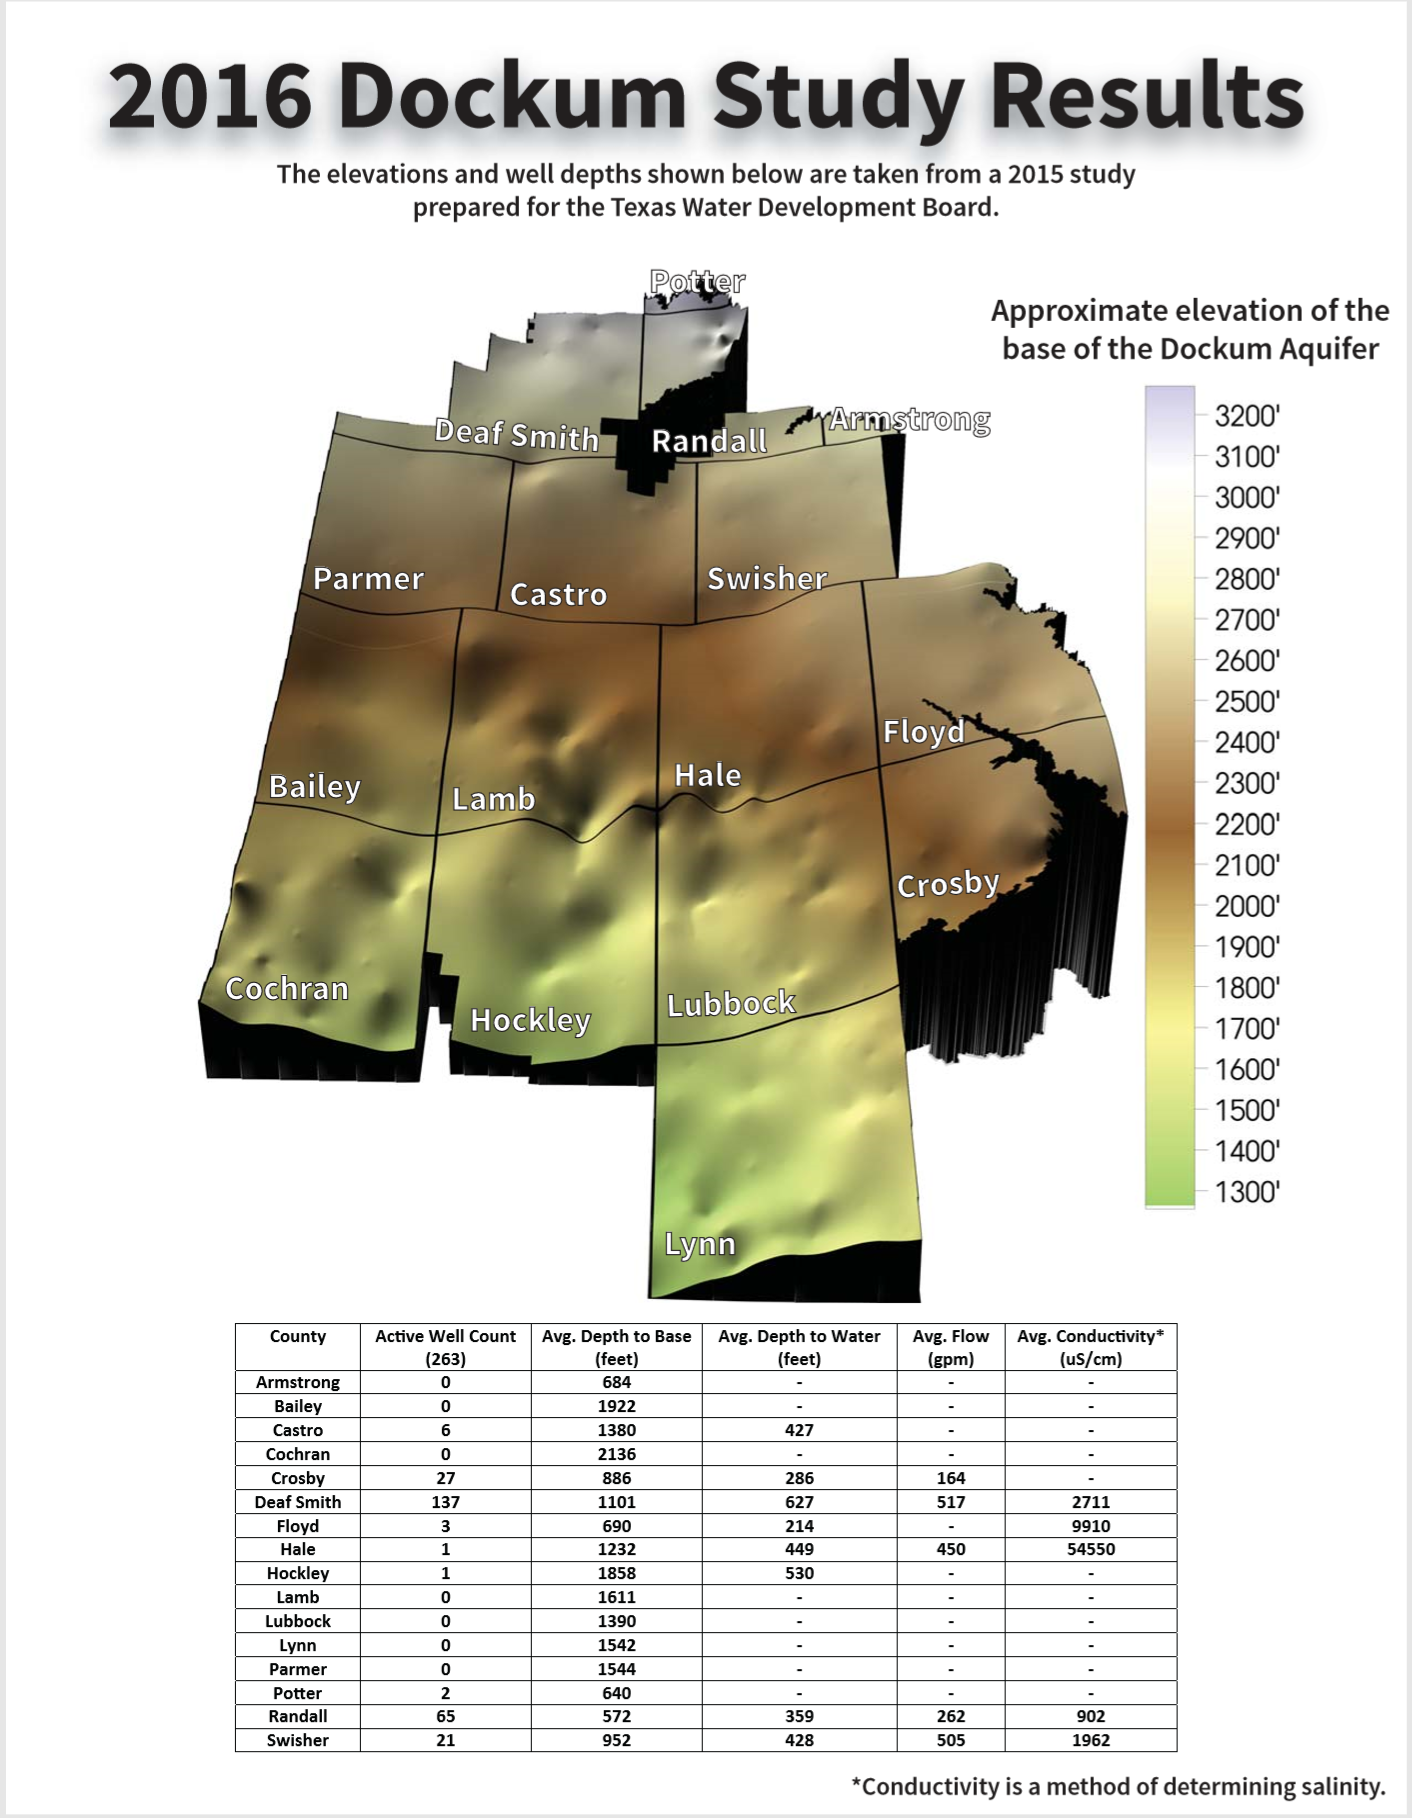 2016 Dockum Study Results
The elevations and well depths shown below are taken from a 2015 study
prepared for the Texas Water Development Board.
Potter
Approximate elevation of the
base of the Dockum Aquifer
3200'
3100'
3000'
2900'
2800'
2700'
2600'
2500'
2400'
2300'
2200'
2100'
2000'
1900'
1800'
1700'
1600'
1500'
1400'
1300'
Deaf Smith
Randall
Armstrong
Parmer
Castro
Swisher
Bailey
Lamb
Hale
Floyd
Crosby
Cochran
Hockley
Lubbock
Lynn
County Active Well Count (263) Avg. Depth to Base (feet) Avg. Depth to Water (feet) Avg. Flow (gpm) Avg. Conductivity* (uS/cm)
Armstrong 0 684 - - -
Bailey 0 1922 - - -
Castro 6 1380 427 - -
Cochran 0 2136 - - -
Crosby 27 886 286 164 -
Deaf Smith 137 1101 627 517 2711
Floyd 3 690 214 - 9910
Hale 1 1232 449 450 54550
Hockley 1 1858 530 - -
Lamb 0 1611 - - -
Lubbock 0 1390 - - -
Lynn 0 1542 - - -
Parmer 0 1544 - - -
Potter 2 640 - - -
Randall 65 572 359 262 902
Swisher 21 952 428 505 1962
*Conductivity is a method of determining salinity.